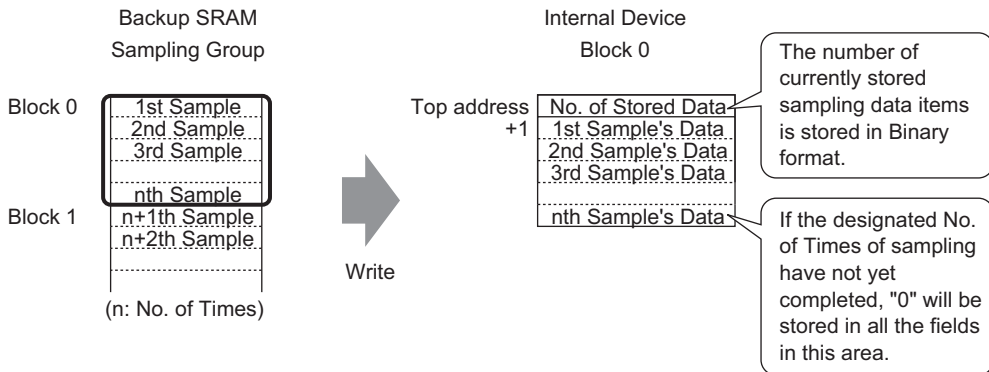 Backup SRAM
Sampling Group
Block 0
1st Sample
2nd Sample
3rd Sample
nth Sample
Block 1
n+1th Sample
n+2th Sample
(n: No. of Times)
Write
Internal Device
Block 0
Top address
No. of Stored Data
+1
1st Sample's Data
2nd Sample's Data
3rd Sample's Data
nth Sample's Data
The number of
currently stored
sampling data items
is stored in Binary
format.
If the designated No.
of Times of sampling
have not yet
completed, "0" will be
stored in all the fields
in this area.